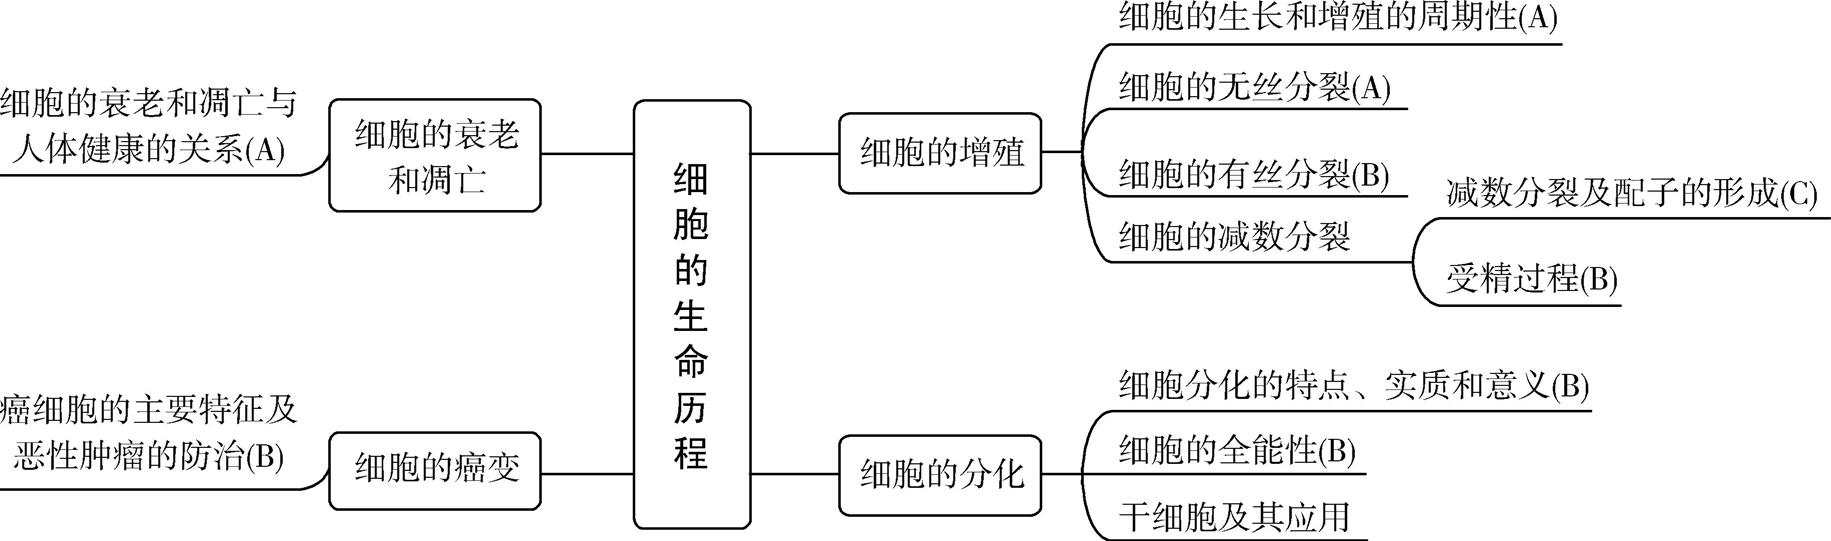 细胞的生命历程
细胞的增殖
细胞的生长和增殖的周期性(A)
细胞的无丝分裂(A)
细胞的有丝分裂(B)
细胞的减数分裂
减数分裂及配子的形成(C)
受精过程(B)
细胞的分化
细胞分化的特点、实质和意义(B)
细胞的全能性(B)
干细胞及其应用
细胞的衰老
和凋亡
细胞的衰老和凋亡与
人体健康的关系(A)
细胞的癌变
癌细胞的主要特征及
恶性肿瘤的防治(B)